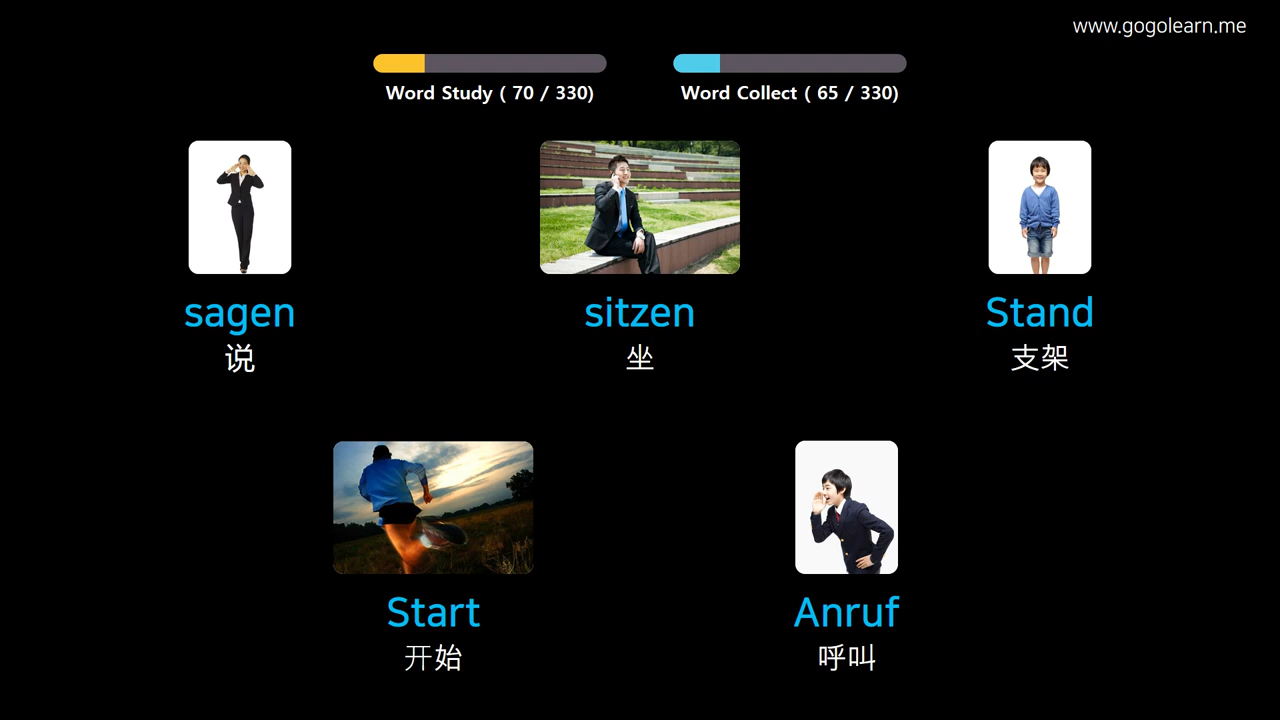 www.gogolearn.me
Word Study ( 70 / 330)
Word Collect ( 65 / 330)
sagen
说
sitzen
坐
Stand
支架
Start
开始
Anruf
呼叫